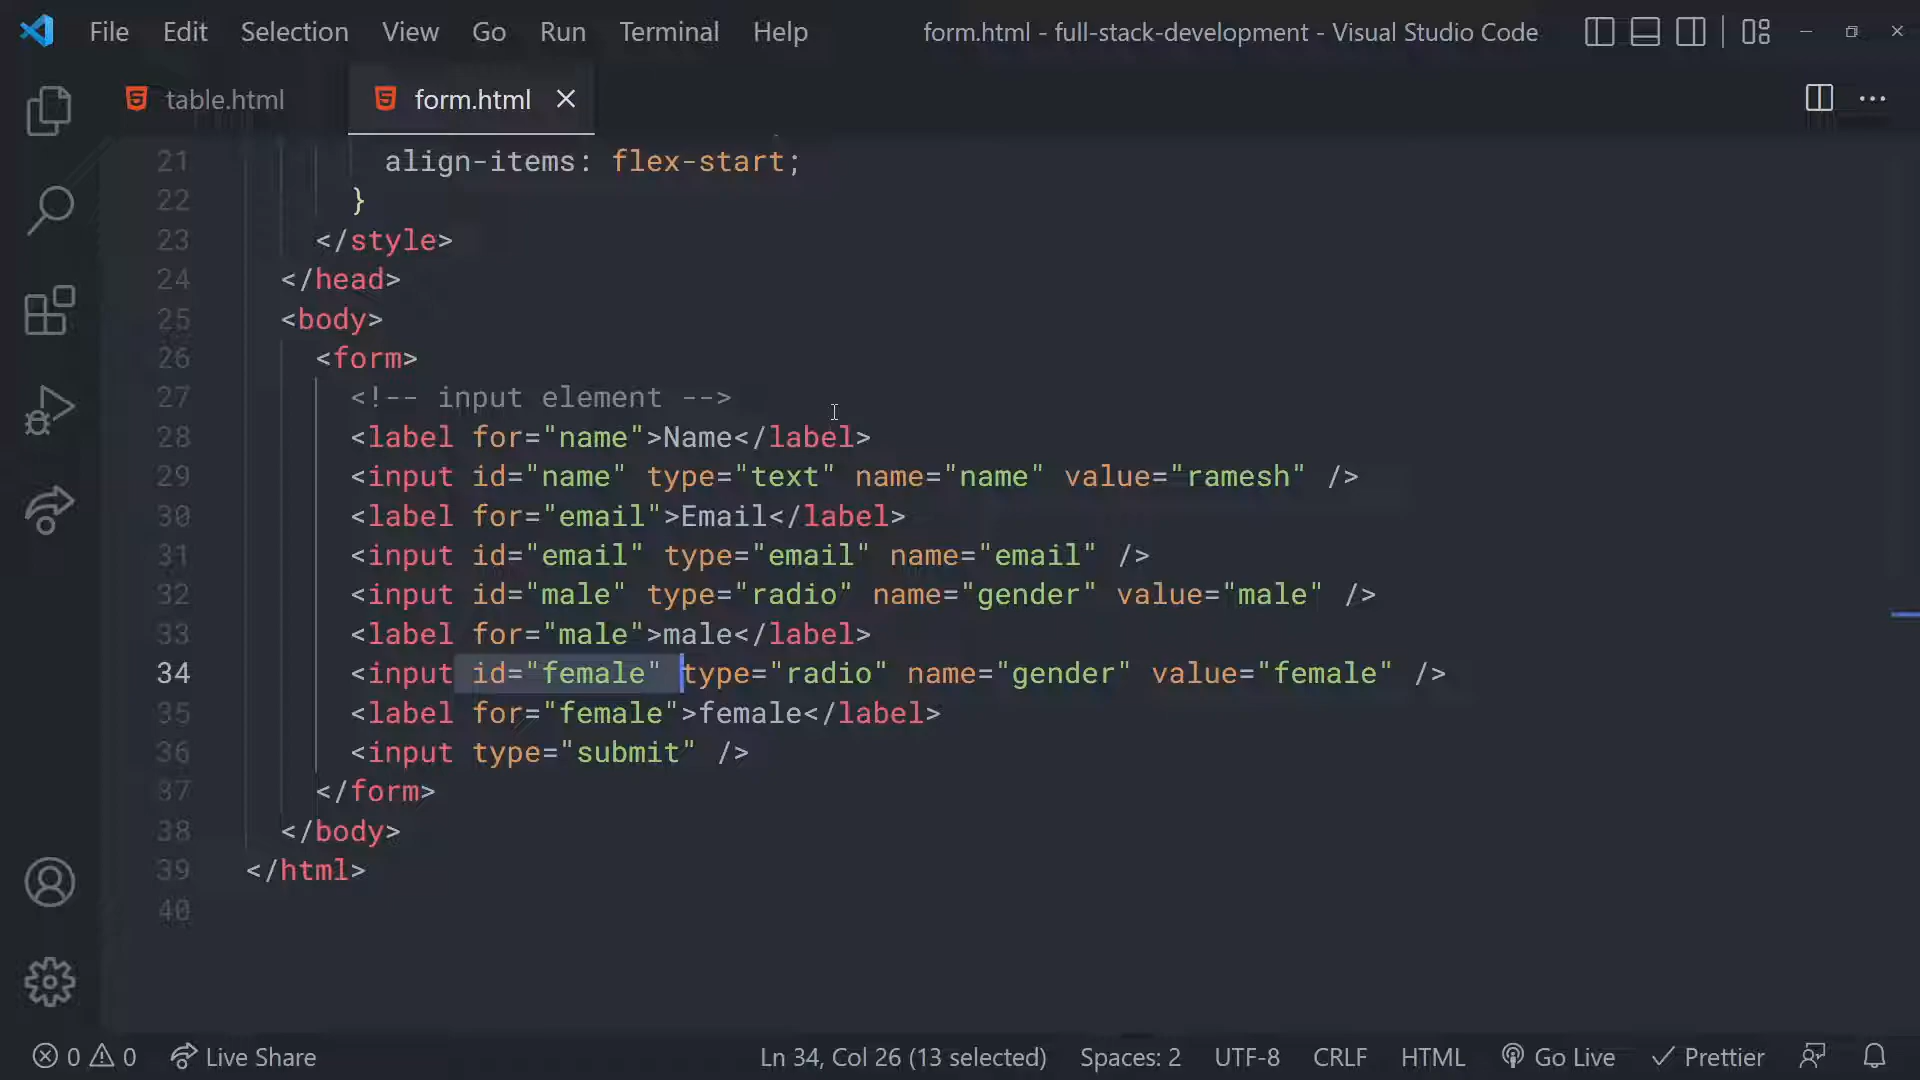 File Edit Selection View Go Run Terminal Help form.html - full-stack-development - Visual Studio Code
table.html form.html
21 align-items: flex-start;
22 }
23 </style>
24 </head>
25 <body>
26 <form>
27 <!-- input element -->
28 <label for="name">Name</label>
29 <input id="name" type="text" name="name" value="ramesh" />
30 <label for="email">Email</label>
31 <input id="email" type="email" name="email" />
32 <input id="male" type="radio" name="gender" value="male" />
33 <label for="male">male</label>
34 <input id="female" type="radio" name="gender" value="female" />
35 <label for="female">female</label>
36 <input type="submit" />
37 </form>
38 </body>
39 </html>
40
0 0 Live Share Ln 34, Col 26 (13 selected) Spaces: 2 UTF-8 CRLF HTML Go Live Prettier